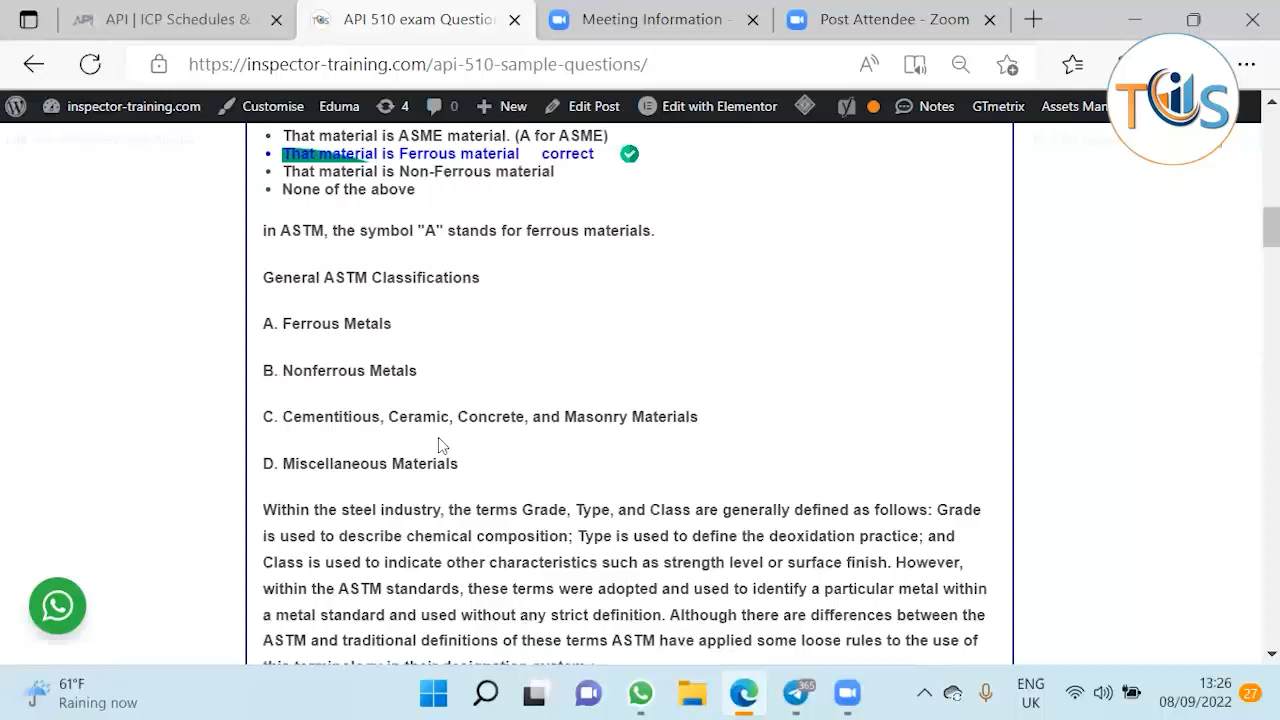 API | ICP Schedules &
API 510 exam Questio
Meeting Information -
Post Attendee - Zoom
https://inspector-training.com/api-510-sample-questions/
TCILS
inspector-training.com
Customise
Eduma
4
0
New
Edit Post
Edit with Elementor
Notes
GTmetrix
Assets Man
• That material is ASME material. (A for ASME)
• That material is Ferrous material correct
• That material is Non-Ferrous material
• None of the above
in ASTM, the symbol "A" stands for ferrous materials.
General ASTM Classifications
A. Ferrous Metals
B. Nonferrous Metals
C. Cementitious, Ceramic, Concrete, and Masonry Materials
D. Miscellaneous Materials
Within the steel industry, the terms Grade, Type, and Class are generally defined as follows: Grade
is used to describe chemical composition; Type is used to define the deoxidation practice; and
Class is used to indicate other characteristics such as strength level or surface finish. However,
within the ASTM standards, these terms were adopted and used to identify a particular metal within
a metal standard and used without any strict definition. Although there are differences between the
ASTM and traditional definitions of these terms ASTM have applied some loose rules to the use of
61°F
Raining now
365
ENG
UK
13:26
08/09/2022
27